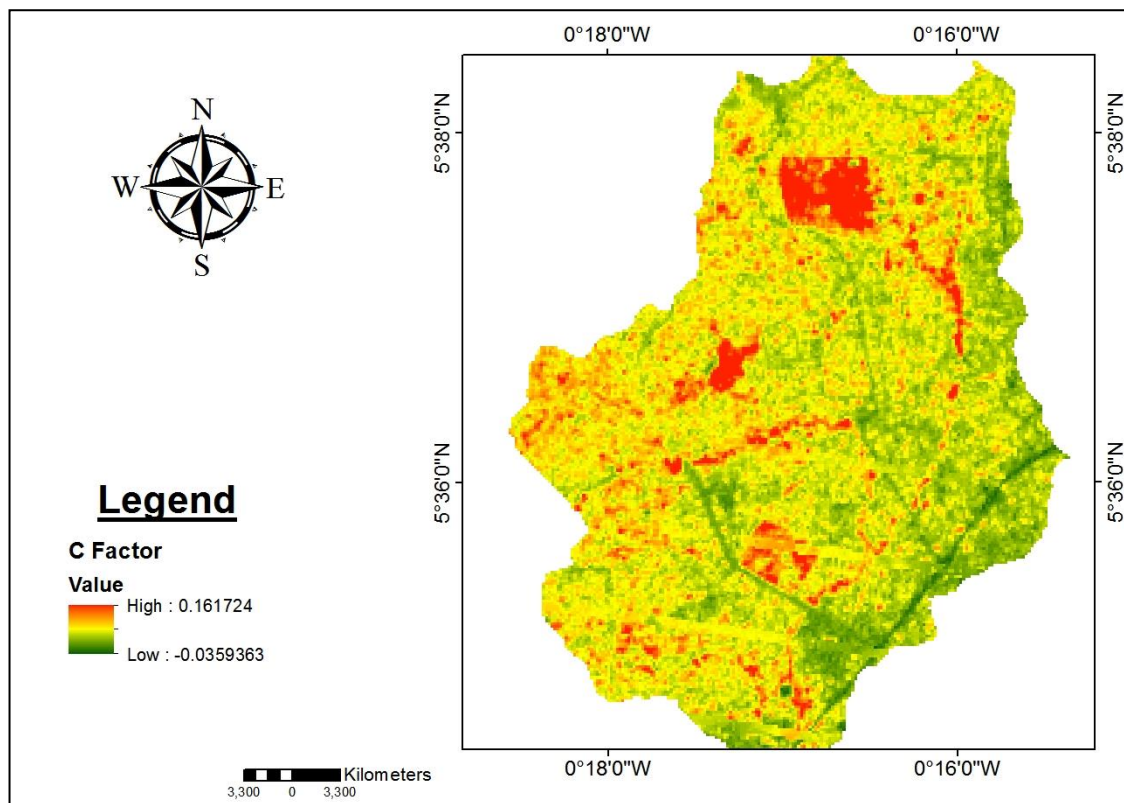 0°18'0"W 0°16'0"W
N
W E
S
5°38'0"N 5°38'0"N
5°36'0"N 5°36'0"N
Legend
C Factor
Value
High : 0.161724
Low : -0.0359363
Kilometers
3,300 0 3,300
0°18'0"W 0°16'0"W